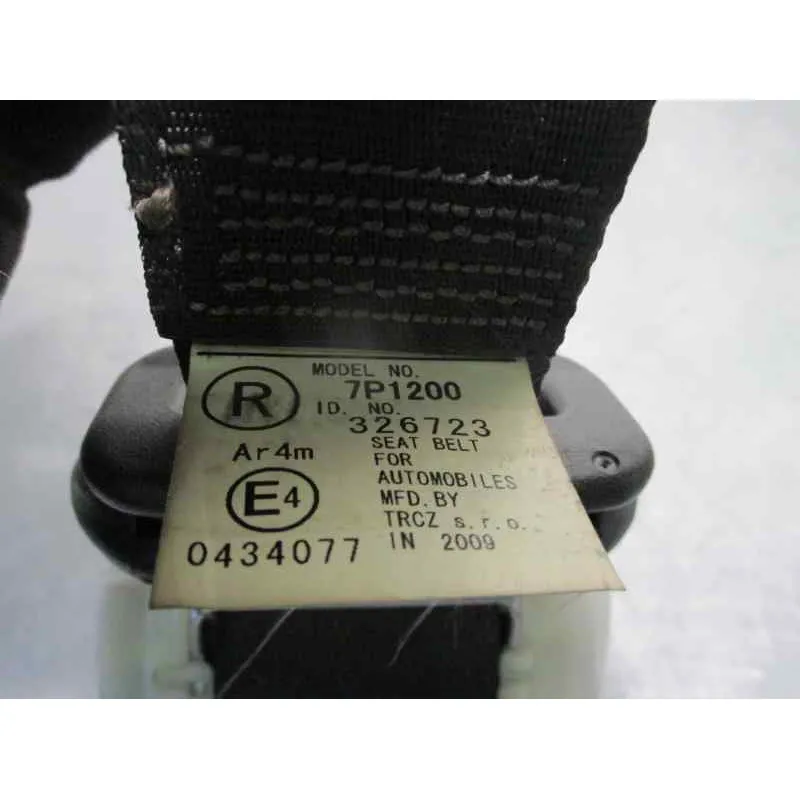 MODEL NO.
7P1200
R
ID. NO.
326723
Ar4m
SEAT BELT
FOR
AUTOMOBILES
E4
MFD. BY
TRCZ s.r.o.
0434077
IN 2009